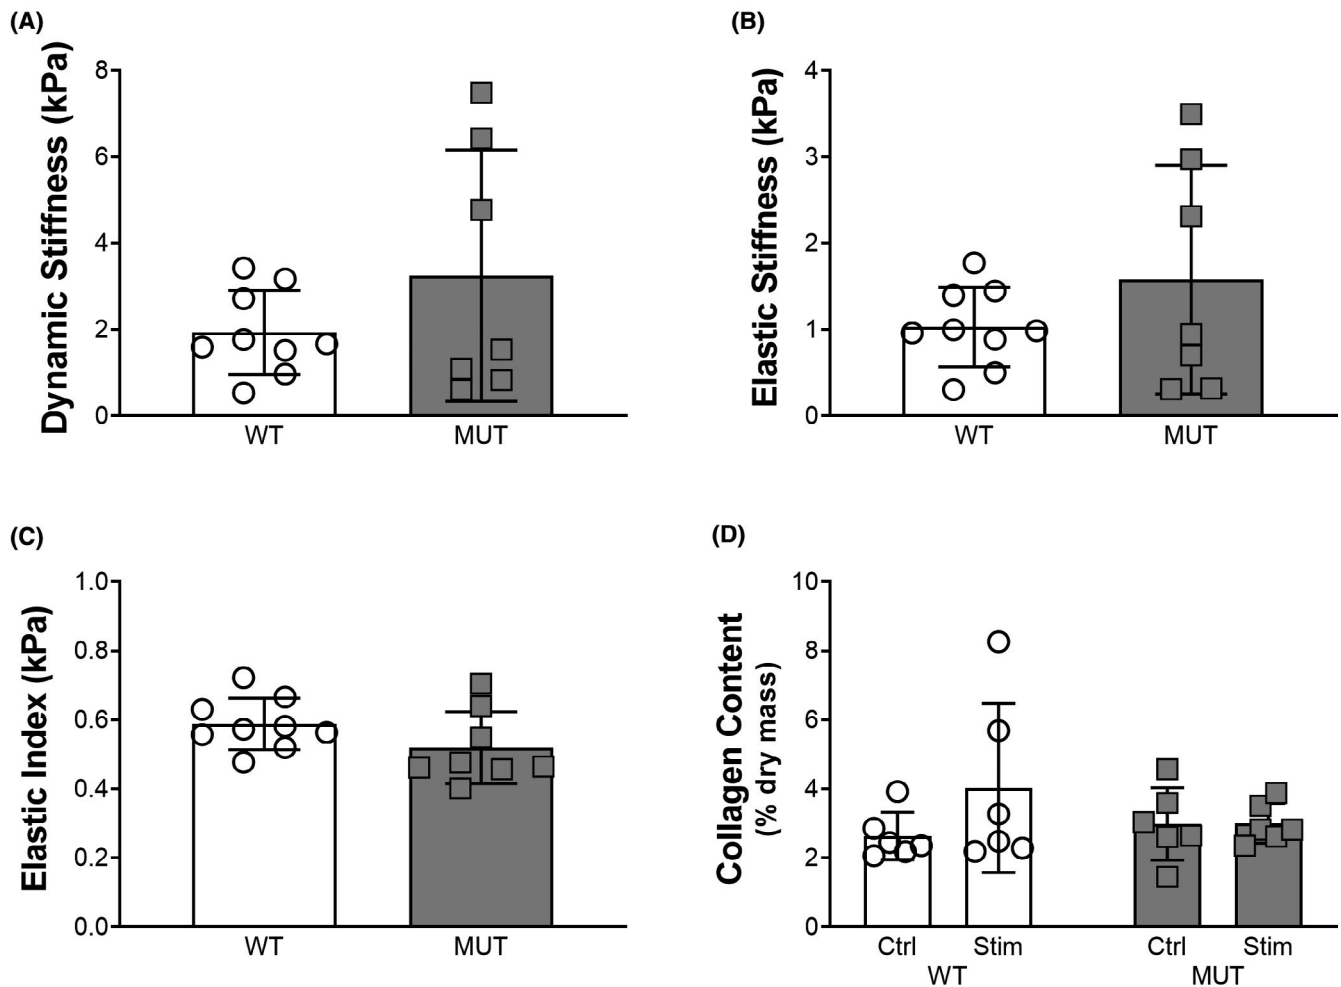 (A)
Dynamic Stiffness (kPa)
8
6
4
2
0
WT MUT
(B)
Elastic Stiffness (kPa)
4
3
2
1
0
WT MUT
(C)
Elastic Index (kPa)
1.0
0.8
0.6
0.4
0.2
0.0
WT MUT
(D)
Collagen Content
(% dry mass)
10
8
6
4
2
0
Ctrl Stim Ctrl Stim
WT MUT